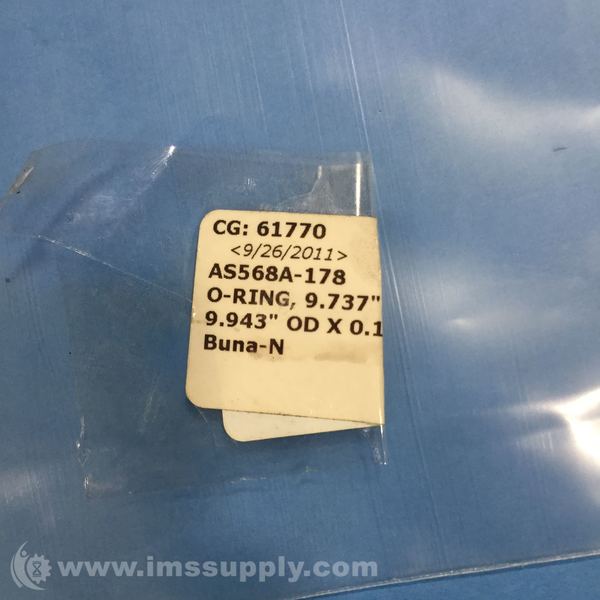 CG: 61770
<9/26/2011>
AS568A-178
O-RING, 9.737"
9.943" OD X 0.1
Buna-N
www.imssupply.com